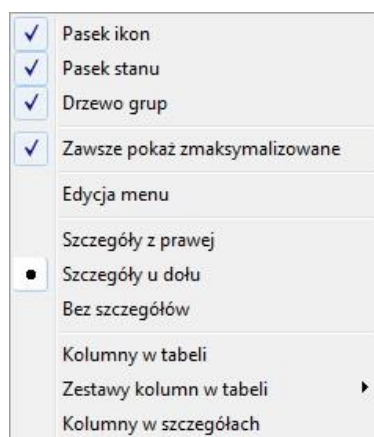 Pasek ikon
Pasek stanu
Drzewo grup
Zawsze pokaż zmaksymalizowane
Edycja menu
Szczegóły z prawej
Szczegóły u dołu
Bez szczegółów
Kolumny w tabeli
Zestawy kolumn w tabeli
Kolumny w szczegółach